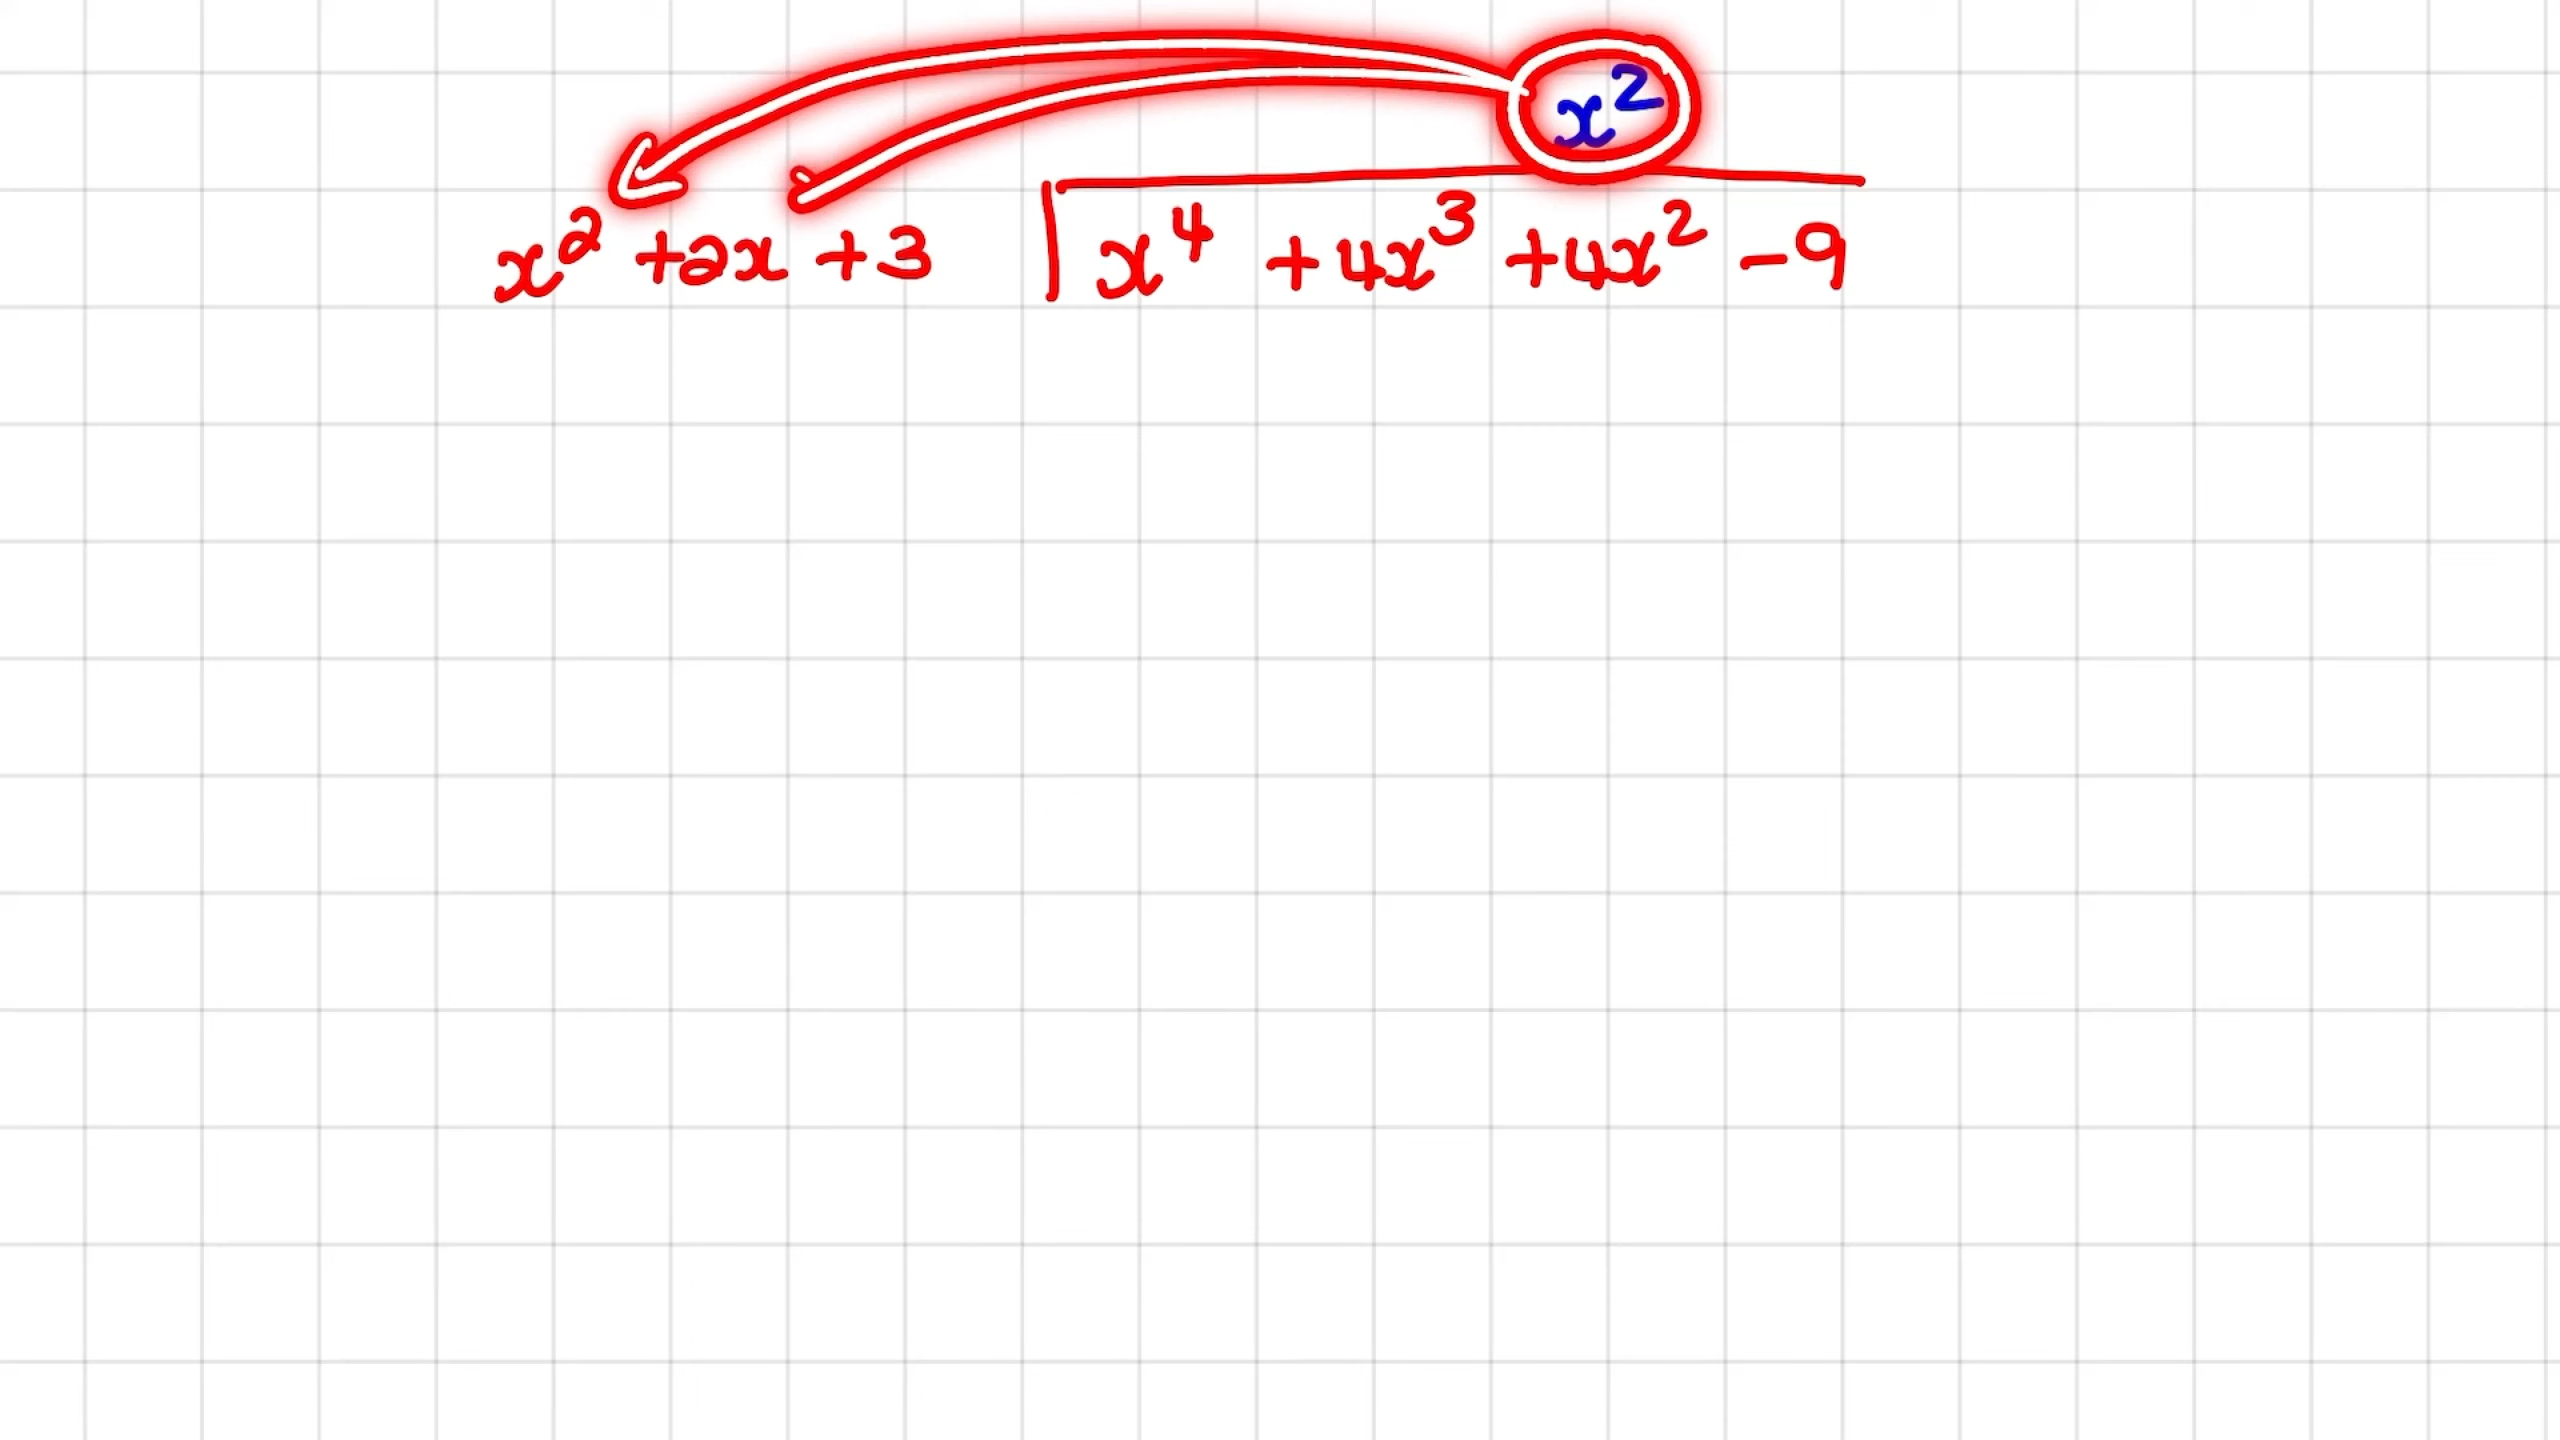 x²
x² +2x +3 | x⁴ +4x³ +4x² -9